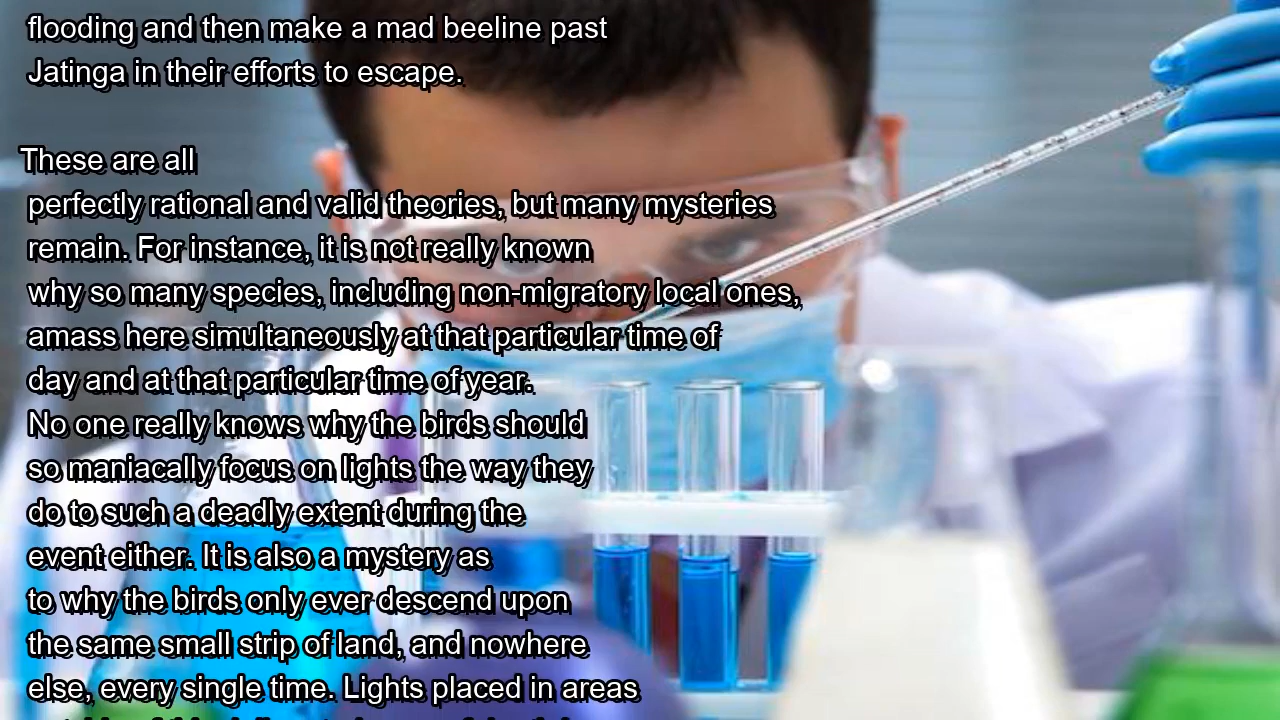 flooding and then make a mad beeline past
Jatinga in their efforts to escape.
These are all
perfectly rational and valid theories, but many mysteries
remain. For instance, it is not really known
why so many species, including non-migratory local ones,
amass here simultaneously at that particular time of
day and at that particular time of year.
No one really knows why the birds should
so maniacally focus on lights the way they
do to such a deadly extent during the
event either. It is also a mystery as
to why the birds only ever descend upon
the same small strip of land, and nowhere
else, every single time. Lights placed in areas